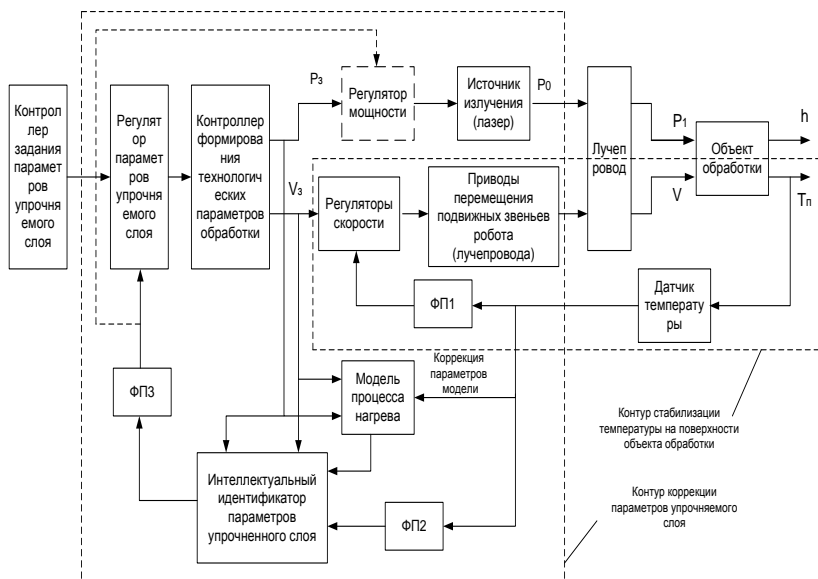 Контрол
лер
задания
парамет
ров
упрочня
емого
слоя
Регулят
ор
парамет
ров
упрочня
емого
слоя
Контроллер
формирова
ния
технологич
еских
параметров
обработки
Pз
Vз
Регулятор
мощности
Источник
излучения
(лазер)
P0
Лучеп
ровод
P1
V
Объект
обработки
h
Tп
Регуляторы
скорости
Приводы
перемещения
подвижных звеньев
робота
(лучепровода)
ФП1
Датчик
температу
ры
ФП3
Модель
процесса
нагрева
Коррекция
параметров
модели
Контур стабилизации
температуры на поверхности
объекта обработки
Интеллектуальный
идентификатор
параметров
упрочненного слоя
ФП2
Контур коррекции
параметров упрочняемого
слоя